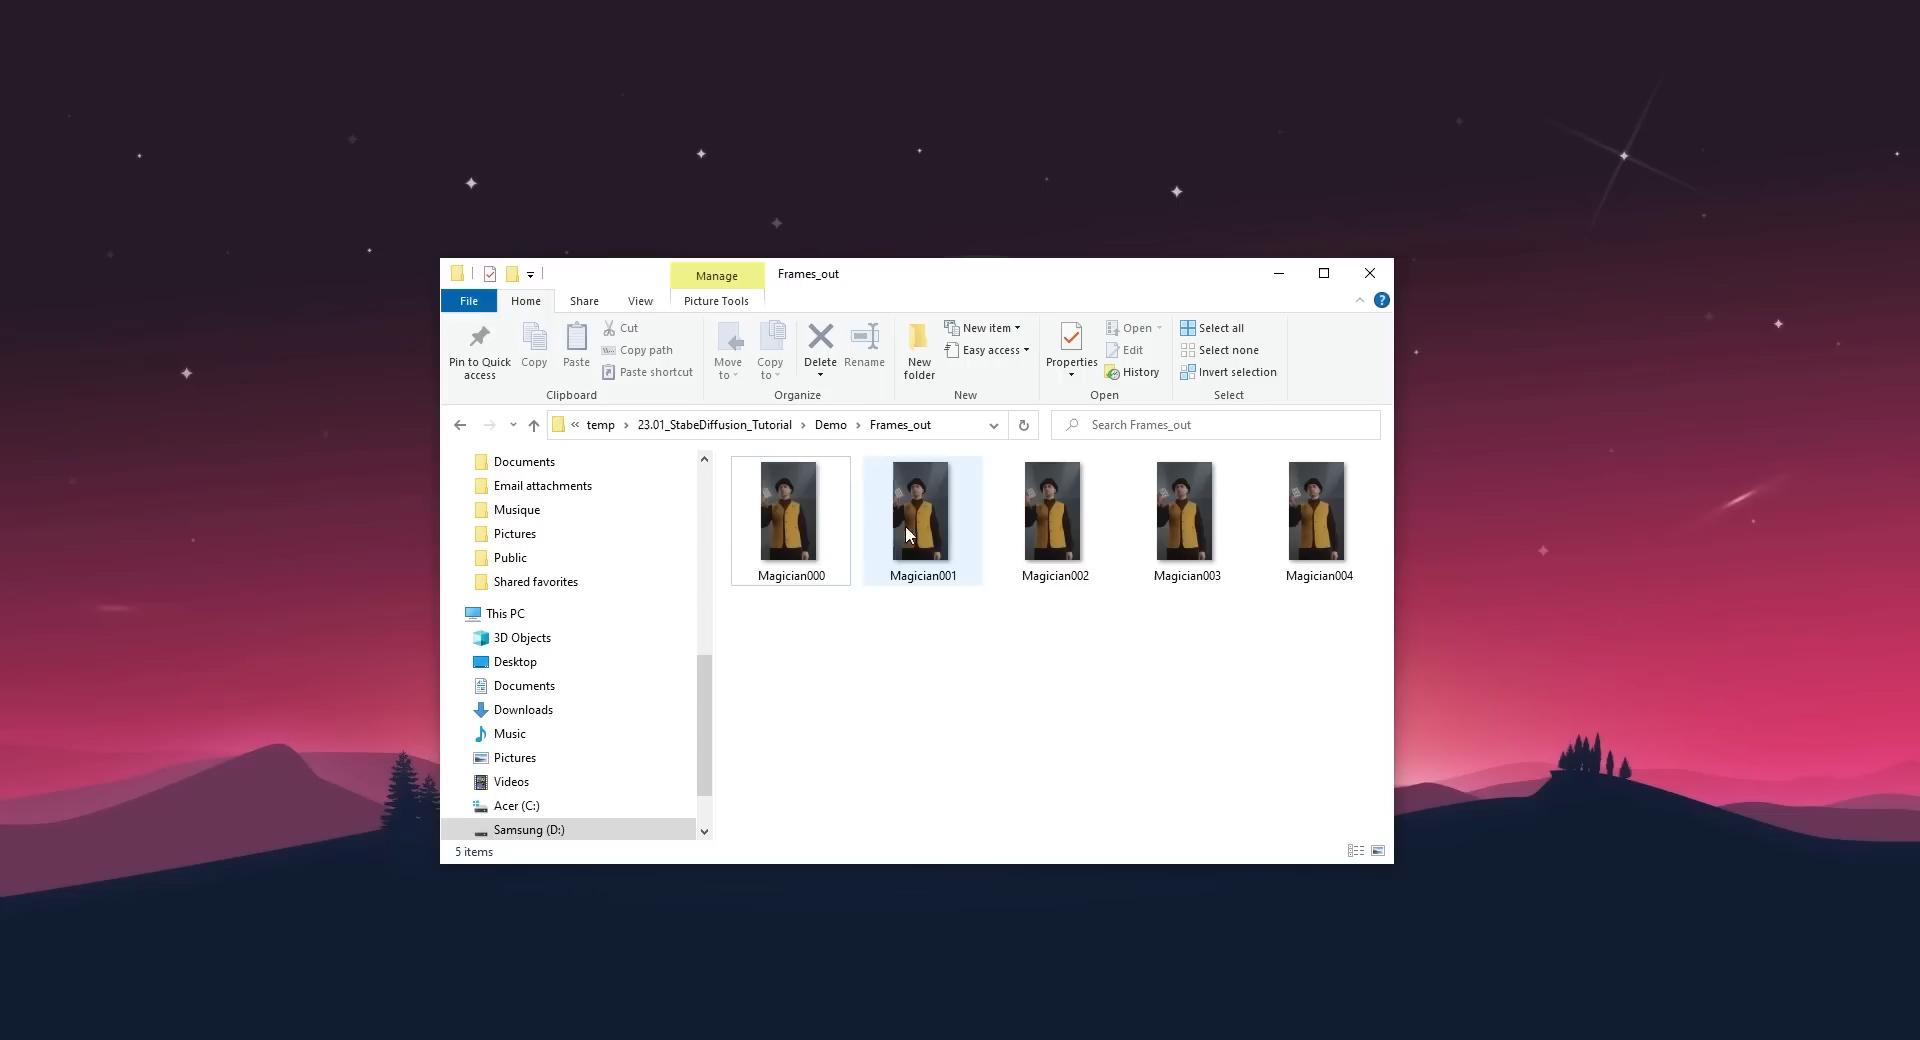 Manage
Frames_out
File
Home
Share
View
Picture Tools
?
Pin to Quick access
Copy
Paste
Cut
Copy path
Paste shortcut
Clipboard
Move to
Copy to
Delete
Rename
Organize
New folder
New item
Easy access
New
Properties
Open
Edit
History
Open
Select all
Select none
Invert selection
Select
« temp › 23.01_StabeDiffusion_Tutorial › Demo › Frames_out
Search Frames_out
Documents
Email attachments
Musique
Pictures
Public
Shared favorites
This PC
3D Objects
Desktop
Documents
Downloads
Music
Pictures
Videos
Acer (C:)
Samsung (D:)
Magician000
Magician001
Magician002
Magician003
Magician004
5 items